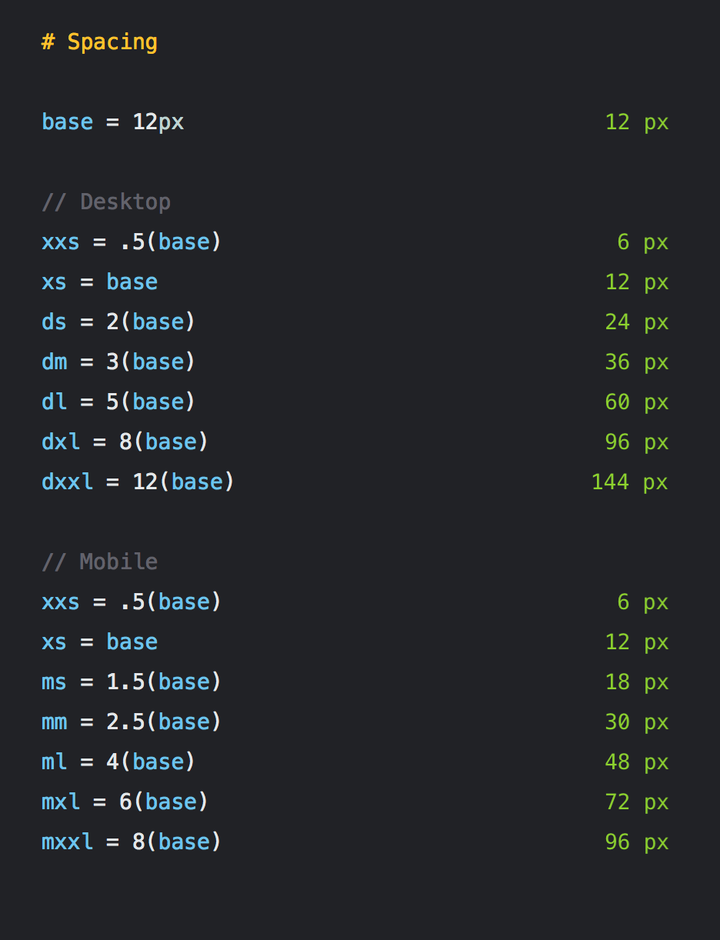 # Spacing
base = 12px 12 px
// Desktop
xxs = .5(base) 6 px
xs = base 12 px
ds = 2(base) 24 px
dm = 3(base) 36 px
dl = 5(base) 60 px
dxl = 8(base) 96 px
dxxl = 12(base) 144 px
// Mobile
xxs = .5(base) 6 px
xs = base 12 px
ms = 1.5(base) 18 px
mm = 2.5(base) 30 px
ml = 4(base) 48 px
mxl = 6(base) 72 px
mxxl = 8(base) 96 px